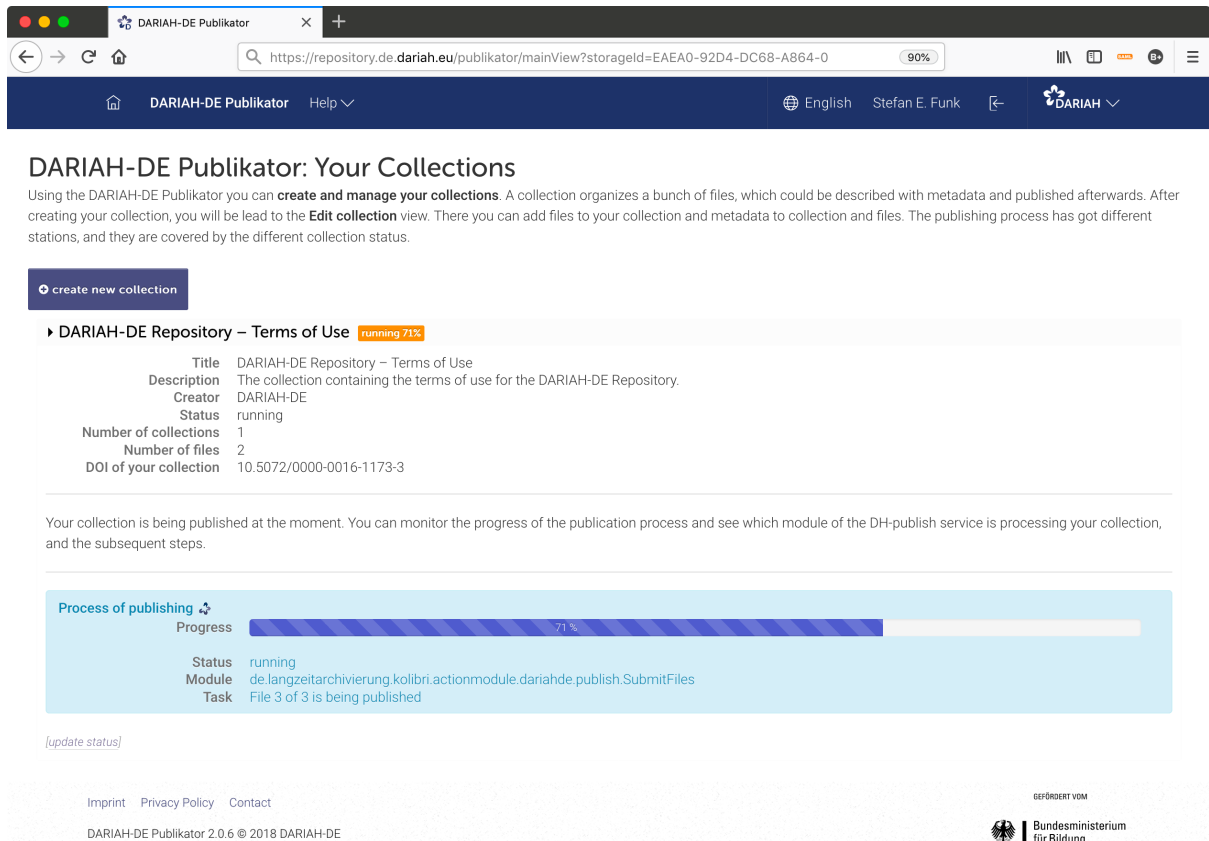 DARIAH-DE Publikator
https://repository.de.dariah.eu/publikator/mainView?storageId=EAEA0-92D4-DC68-A864-0 90%
DARIAH-DE Publikator Help English Stefan E. Funk DARIAH
DARIAH-DE Publikator: Your Collections
Using the DARIAH-DE Publikator you can create and manage your collections. A collection organizes a bunch of files, which could be described with metadata and published afterwards. After
creating your collection, you will be lead to the Edit collection view. There you can add files to your collection and metadata to collection and files. The publishing process has got different
stations, and they are covered by the different collection status.
create new collection
DARIAH-DE Repository – Terms of Use running 71%
Title DARIAH-DE Repository – Terms of Use
Description The collection containing the terms of use for the DARIAH-DE Repository.
Creator DARIAH-DE
Status running
Number of collections 1
Number of files 2
DOI of your collection 10.5072/0000-0016-1173-3
Your collection is being published at the moment. You can monitor the progress of the publication process and see which module of the DH-publish service is processing your collection,
and the subsequent steps.
Process of publishing
Progress 71 %
Status running
Module de.langzeitarchivierung.kolibri.actionmodule.dariahde.publish.SubmitFiles
Task File 3 of 3 is being published
[update status]
Imprint Privacy Policy Contact
GEFÖRDERT VOM
DARIAH-DE Publikator 2.0.6 © 2018 DARIAH-DE
Bundesministerium
für Bildung